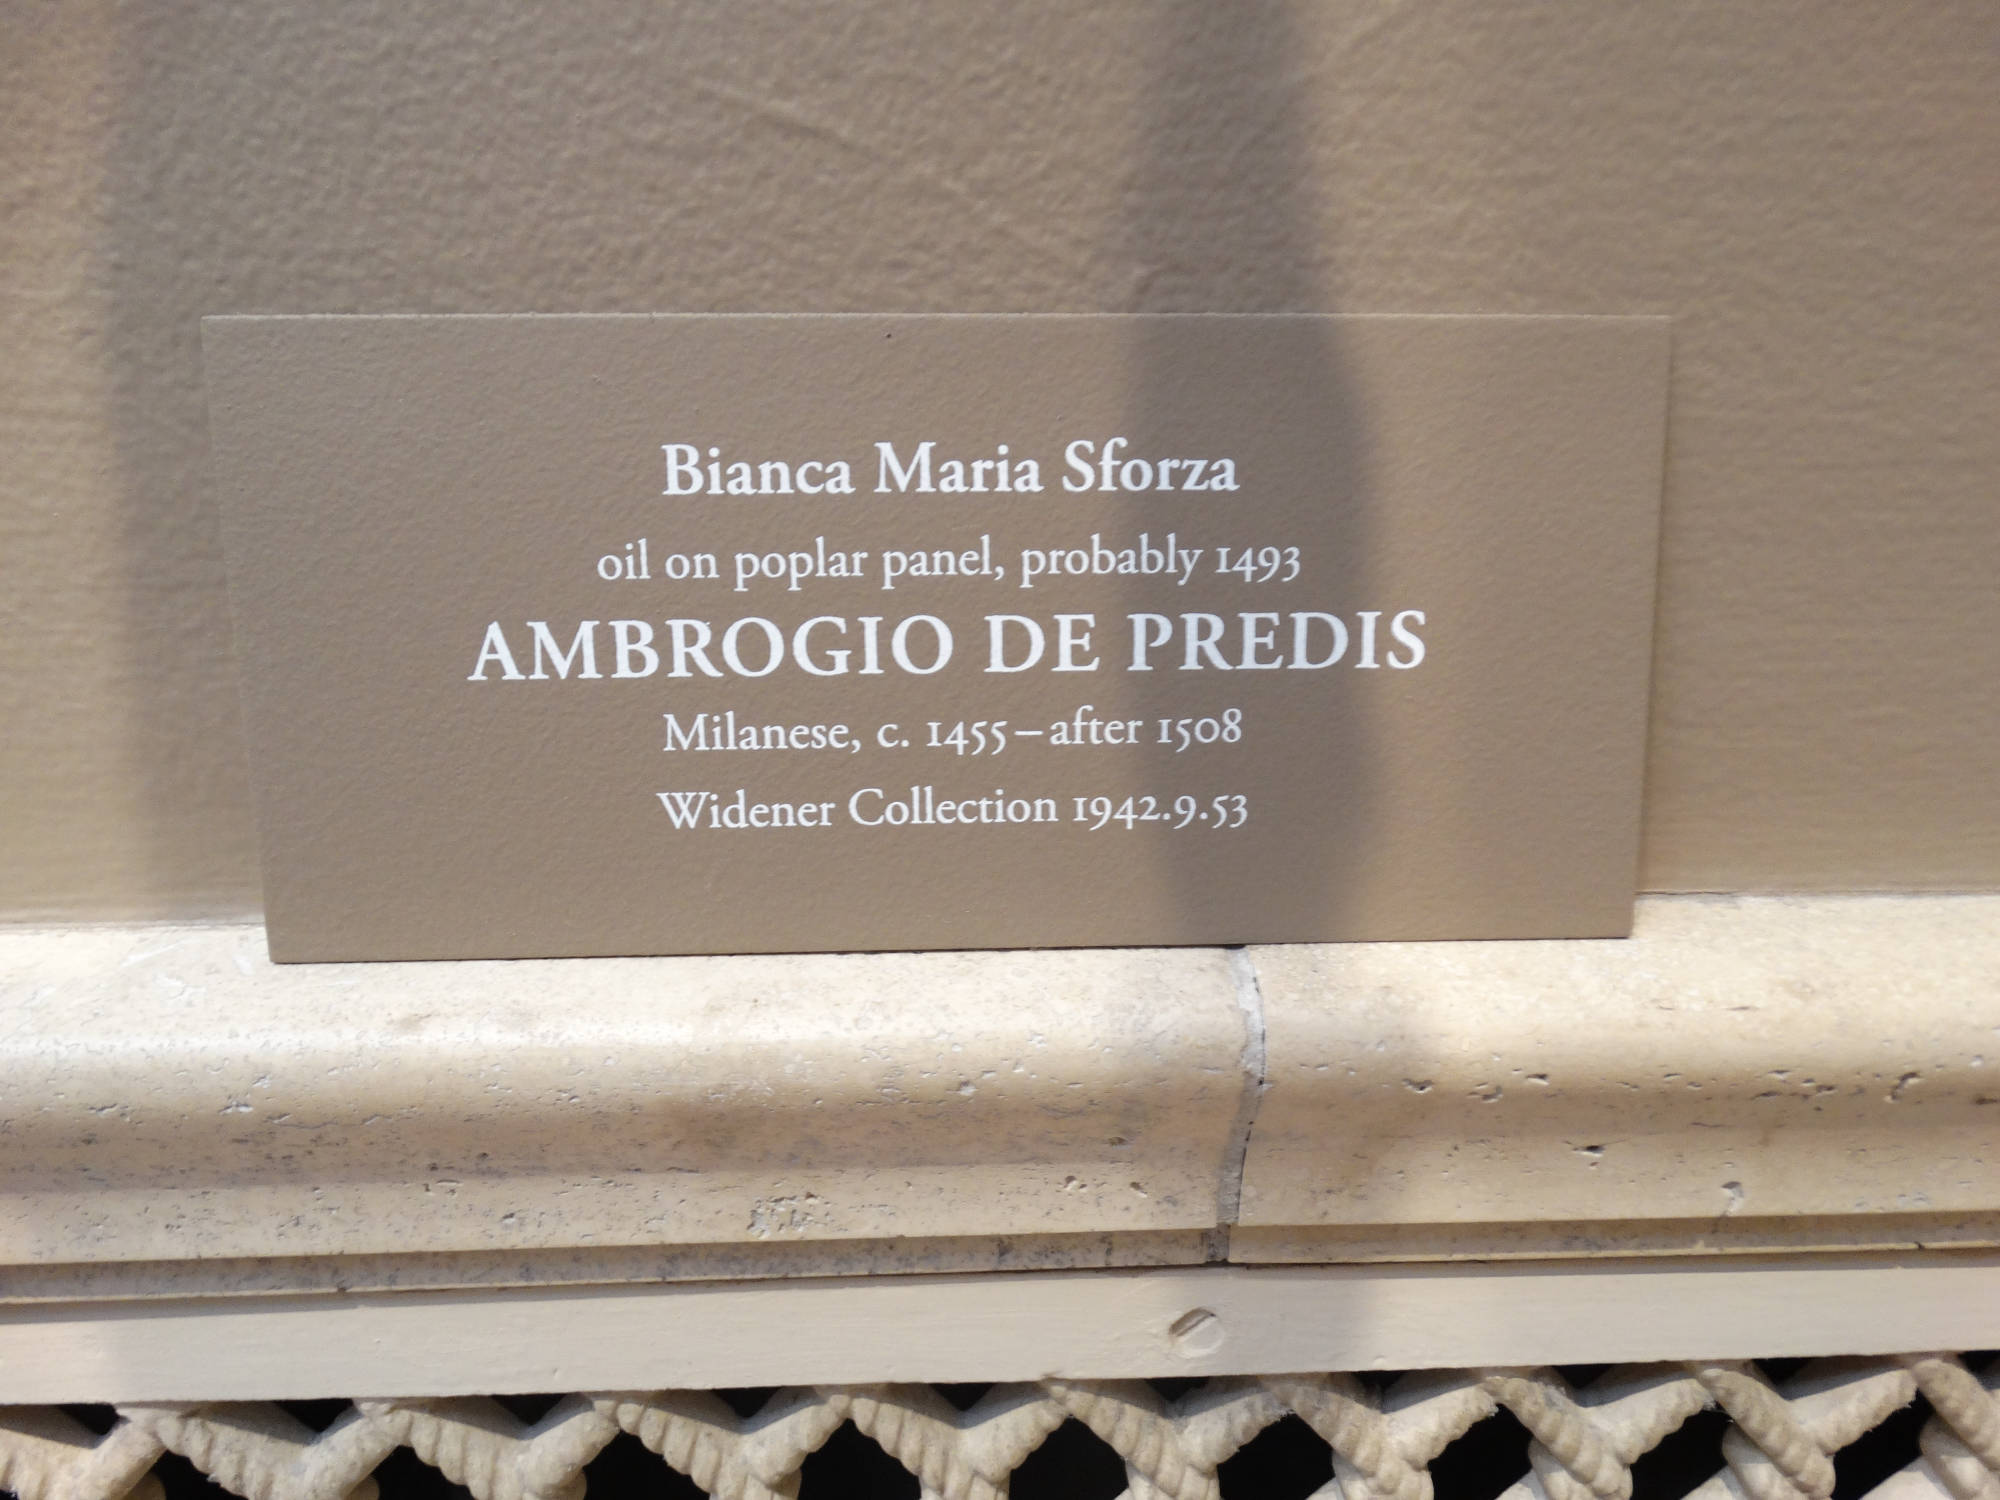 Bianca Maria Sforza
oil on poplar panel, probably 1493
AMBROGIO DE PREDIS
Milanese, c. 1455–after 1508
Widener Collection 1942.9.53